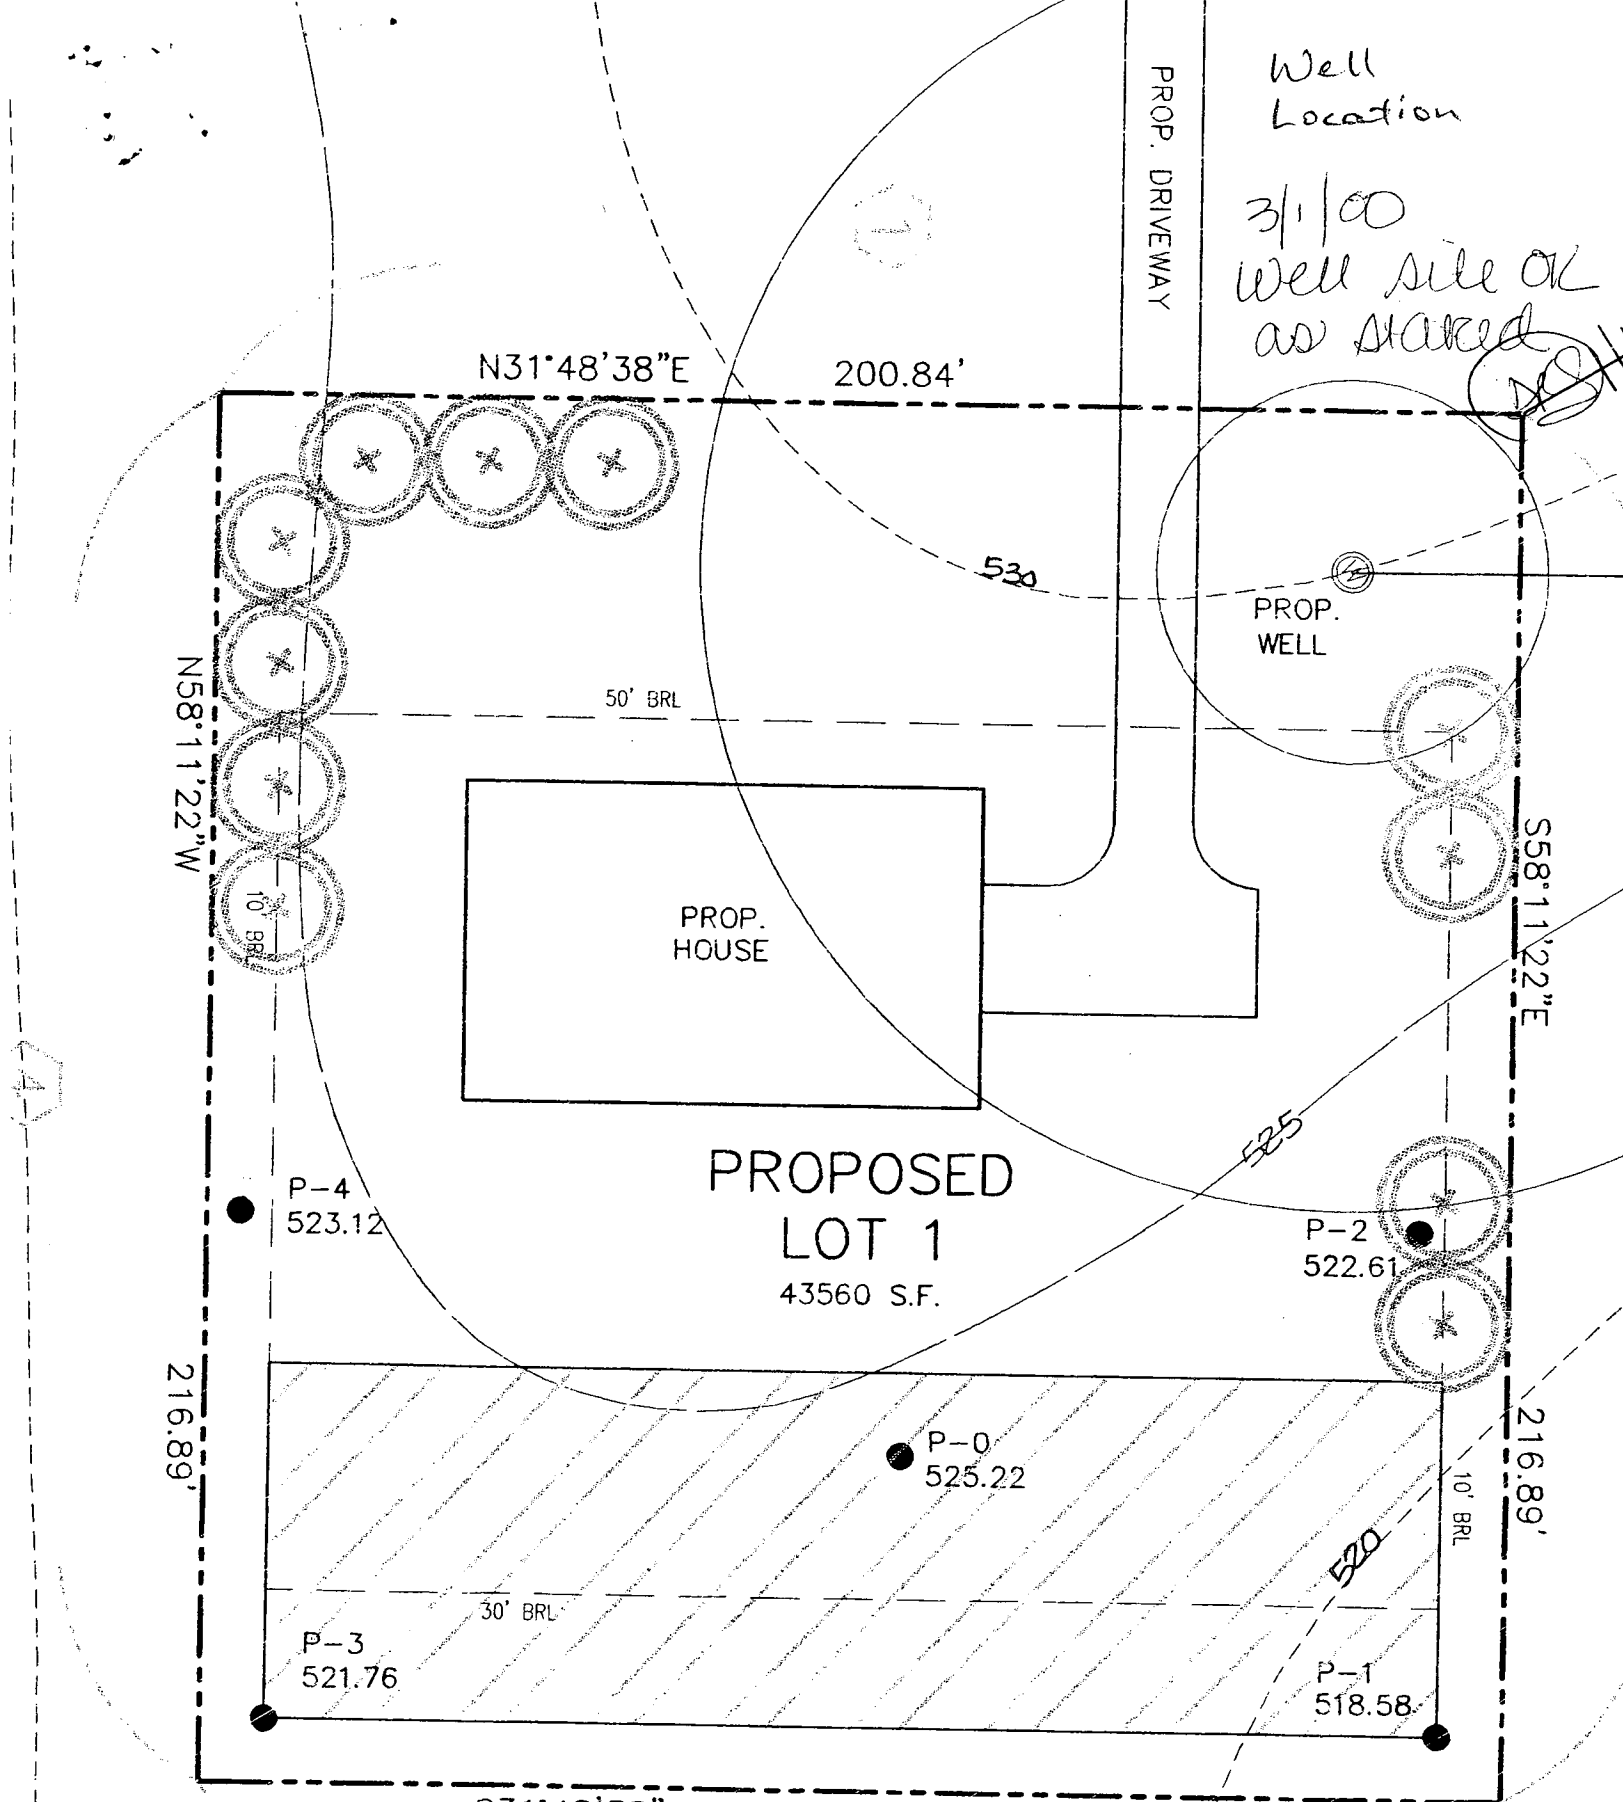 Well
Location
3/1/00
Well site OK
as staked
PROP. DRIVEWAY
1
N31°48'38"E
200.84'
530
PROP.
WELL
50' BRL
N58°11'22"W
S58°11'22"E
10' BRL
PROP.
HOUSE
4
525
PROPOSED
LOT 1
43560 S.F.
P-4
523.12
P-2
522.61
216.89'
216.89'
P-0
525.22
10' BRL
520
30' BRL
P-3
521.76
P-1
518.58